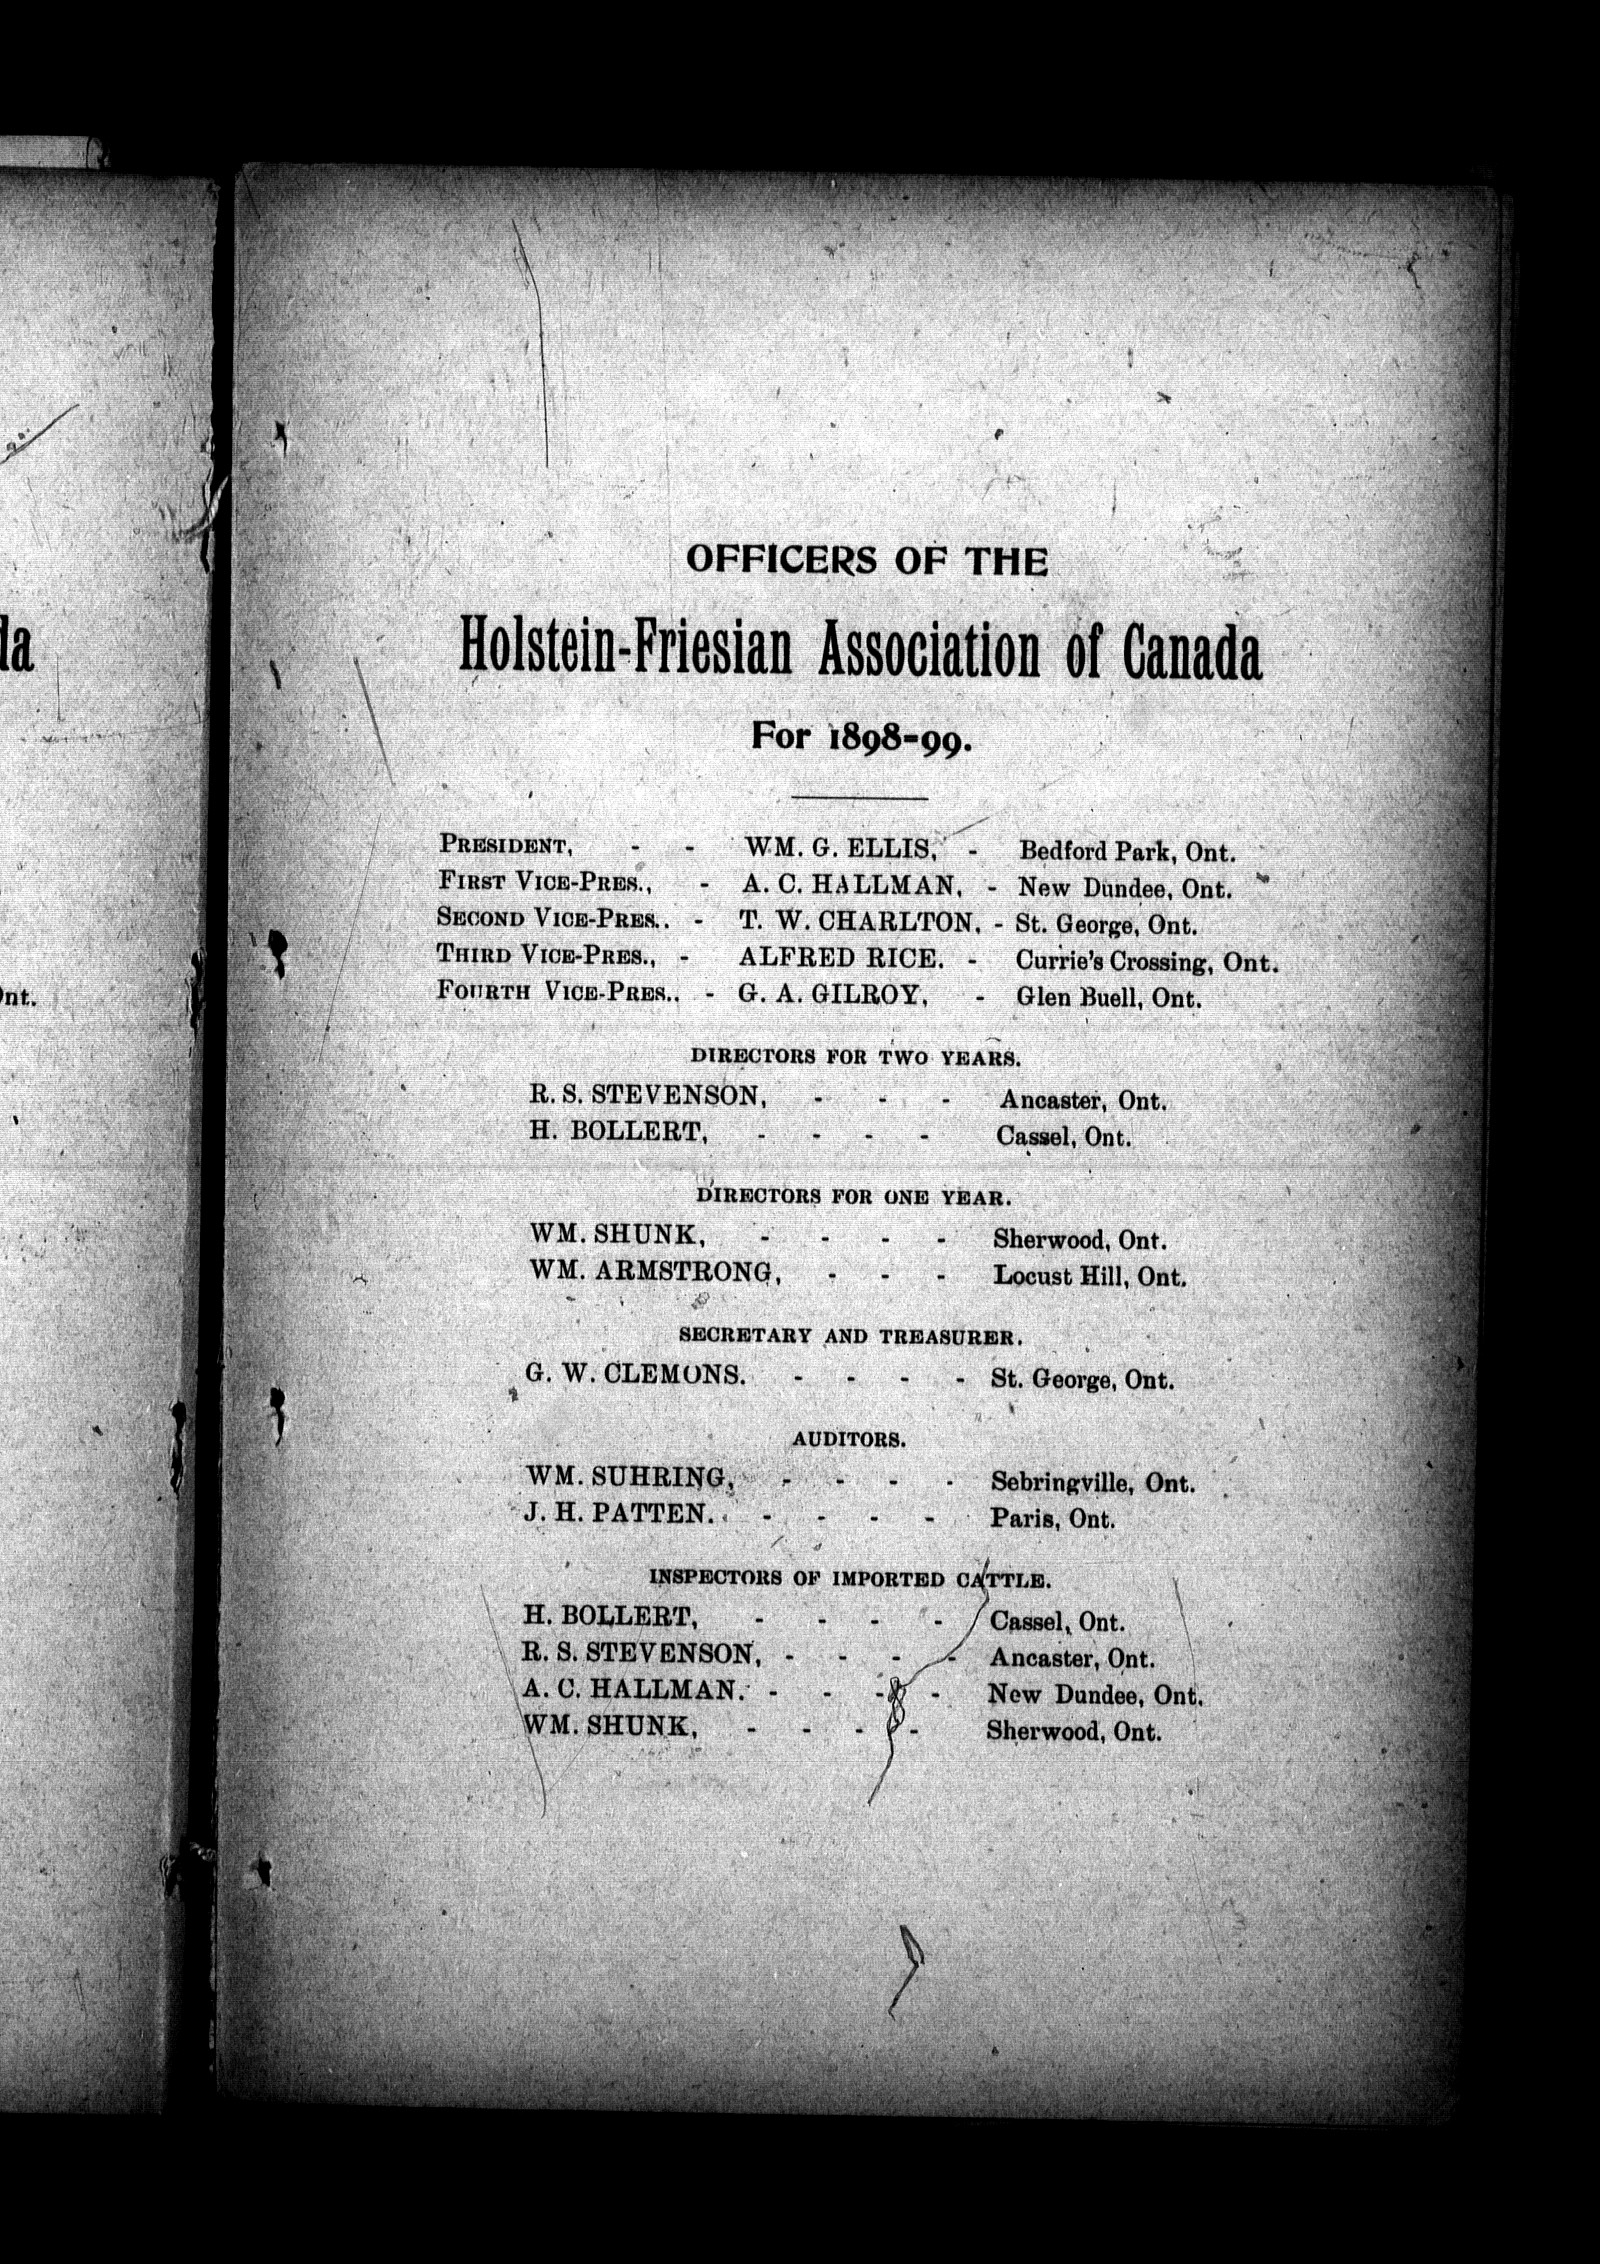 OFFICERS OF THE
Holstein-Friesian Association of Canada
For 1898-99.
PRESIDENT, - - WM. G. ELLIS, - Bedford Park, Ont.
FIRST VICE-PRES., - A. C. HALLMAN, - New Dundee, Ont.
SECOND VICE-PRES.. - T. W. CHARLTON, - St. George, Ont.
THIRD VICE-PRES., - ALFRED RICE. - Currie's Crossing, Ont.
FOURTH VICE-PRES.. - G. A. GILROY, - Glen Buell, Ont.
DIRECTORS FOR TWO YEARS.
R. S. STEVENSON, - - - Ancaster, Ont.
H. BOLLERT, - - - - Cassel, Ont.
DIRECTORS FOR ONE YEAR.
WM. SHUNK, - - - - Sherwood, Ont.
WM. ARMSTRONG, - - - Locust Hill, Ont.
SECRETARY AND TREASURER.
G. W. CLEMONS. - - - - St. George, Ont.
AUDITORS.
WM. SUHRING, - - - - Sebringville, Ont.
J. H. PATTEN. - - - - Paris, Ont.
INSPECTORS OF IMPORTED CATTLE.
H. BOLLERT, - - - - Cassel, Ont.
R. S. STEVENSON, - - - - Ancaster, Ont.
A. C. HALLMAN. - - - - New Dundee, Ont.
WM. SHUNK, - - - - Sherwood, Ont.